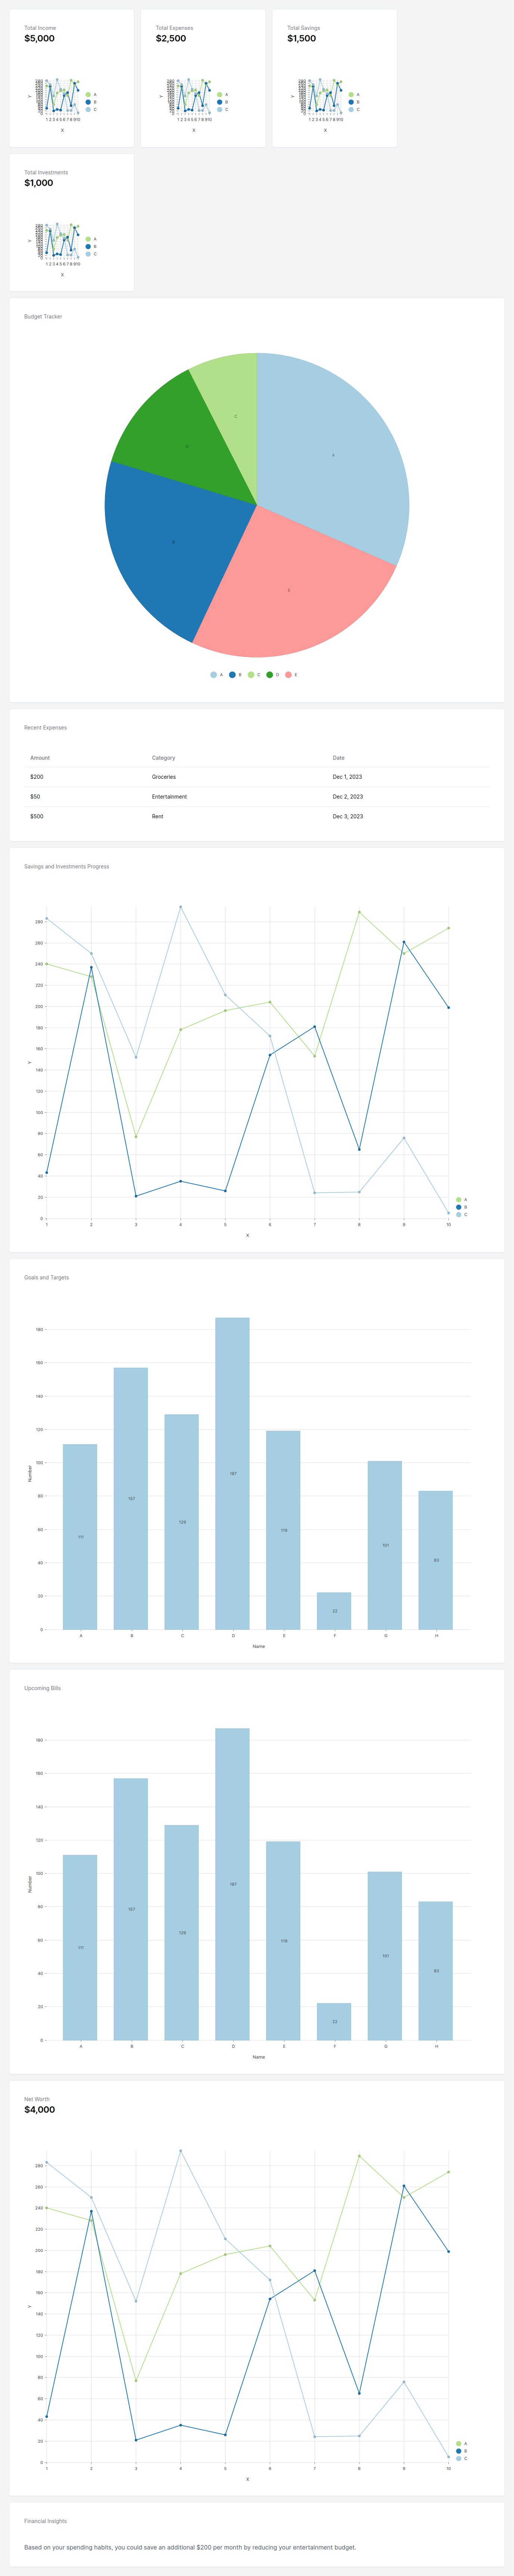 Total Income
$5,000
Y
1 2 3 4 5 6 7 8 9 10
X
A
B
C
Total Expenses
$2,500
Y
1 2 3 4 5 6 7 8 9 10
X
A
B
C
Total Savings
$1,500
Y
1 2 3 4 5 6 7 8 9 10
X
A
B
C
Total Investments
$1,000
Y
1 2 3 4 5 6 7 8 9 10
X
A
B
C
Budget Tracker
C
A
D
B
E
A B C D E
Recent Expenses
Amount Category Date
$200 Groceries Dec 1, 2023
$50 Entertainment Dec 2, 2023
$500 Rent Dec 3, 2023
Savings and Investments Progress
280
260
240
220
200
180
160
Y
140
120
100
80
60
40
20
0
A
B
C
1 2 3 4 5 6 7 8 9 10
X
Goals and Targets
180
160
140
120
100
80
60
40
20
0
Number
111 157 129 187 119 22 101 83
A B C D E F G H
Name
Upcoming Bills
180
160
140
120
100
80
60
40
20
0
Number
111 157 129 187 119 22 101 83
A B C D E F G H
Name
Net Worth
$4,000
280
260
240
220
200
180
160
Y
140
120
100
80
60
40
20
0
A
B
C
1 2 3 4 5 6 7 8 9 10
X
Financial Insights
Based on your spending habits, you could save an additional $200 per month by reducing your entertainment budget.